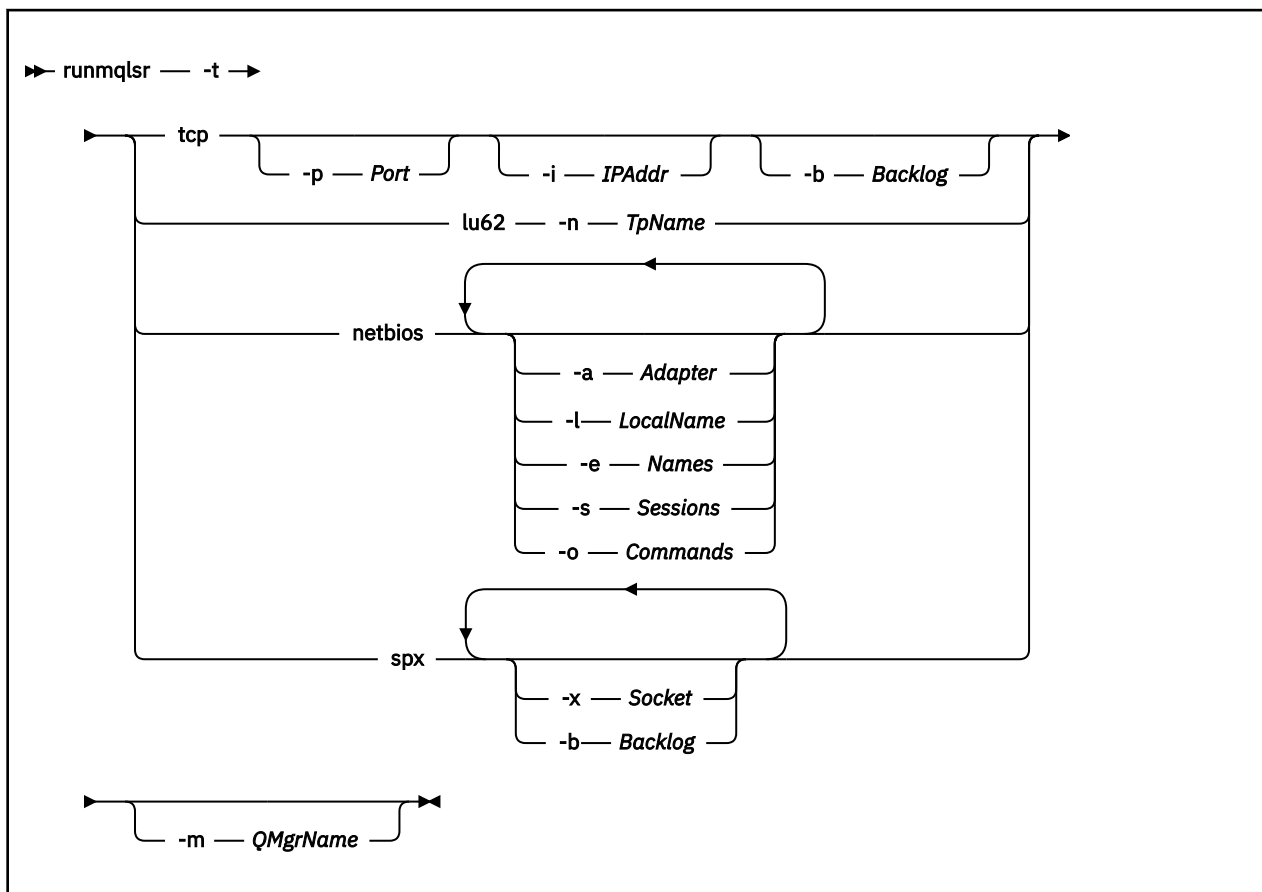 runmqlsr -t
tcp
-p Port -i IPAddr -b Backlog
lu62 -n TpName
netbios
-a Adapter
-l LocalName
-e Names
-s Sessions
-o Commands
spx
-x Socket
-b Backlog
-m QMgrName